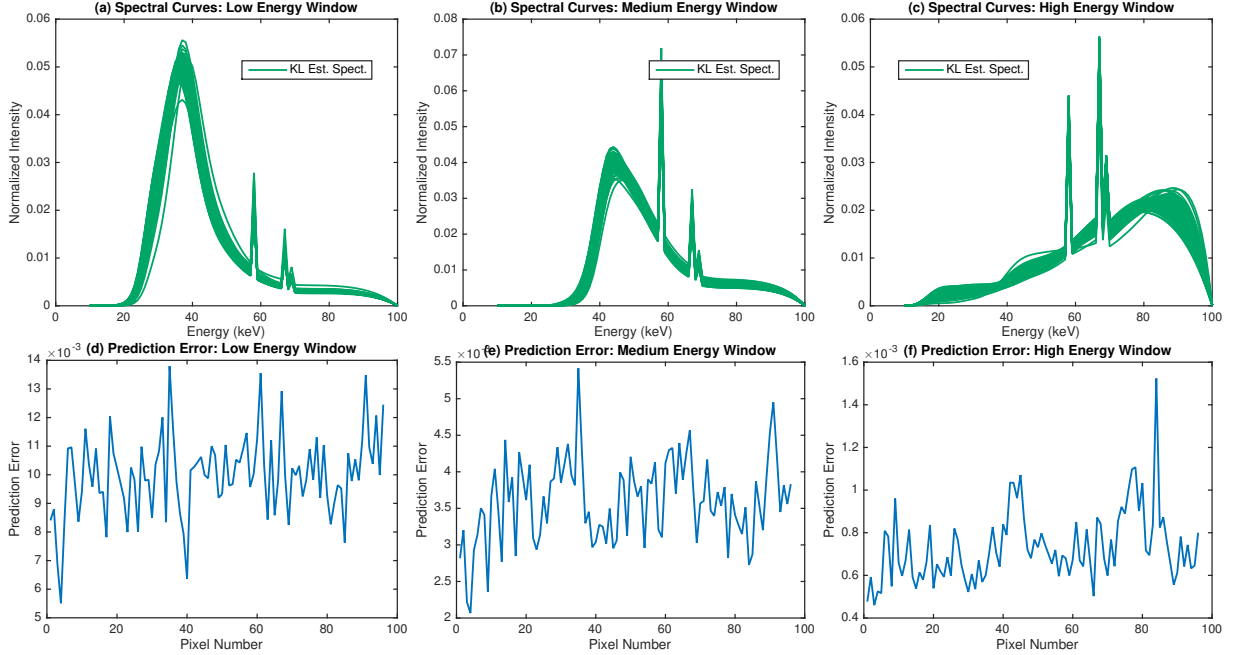 (a) Spectral Curves: Low Energy Window
(b) Spectral Curves: Medium Energy Window
(c) Spectral Curves: High Energy Window
0.06
0.05
0.04
0.03
0.02
0.01
0
Normalized Intensity
KL Est. Spect.
0 20 40 60 80 100
Energy (keV)
0.08
0.07
0.06
0.05
0.04
0.03
0.02
0.01
0
Normalized Intensity
KL Est. Spect.
0 20 40 60 80 100
Energy (keV)
0.06
0.05
0.04
0.03
0.02
0.01
0
Normalized Intensity
KL Est. Spect.
0 20 40 60 80 100
Energy (keV)
×10⁻³
(d) Prediction Error: Low Energy Window
14
13
12
11
10
9
8
7
6
5
Prediction Error
0 20 40 60 80 100
Pixel Number
(e) Prediction Error: Medium Energy Window
5.5
5
4.5
4
3.5
3
2.5
2
Prediction Error
0 20 40 60 80 100
Pixel Number
×10⁻³
(f) Prediction Error: High Energy Window
1.6
1.4
1.2
1
0.8
0.6
0.4
Prediction Error
0 20 40 60 80 100
Pixel Number